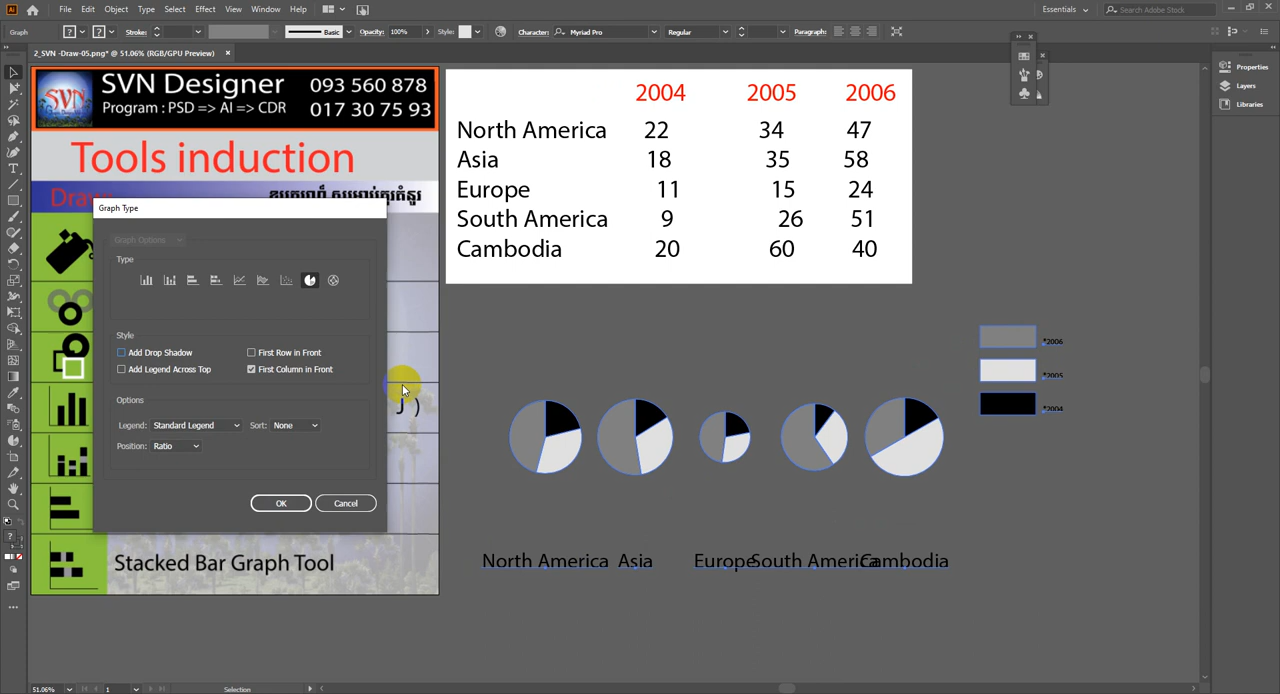 File Edit Object Type Select Effect View Window Help
Essentials
Search Adobe Stock
Graph
Stroke:
Basic
Opacity: 100%
Style:
Character:
Myriad Pro
Regular
Paragraph:
2_SVN -Draw-05.png* @ 51.06% (RGB/GPU Preview)
Properties
Layers
Libraries
SVN
SVN Designer 093 560 878
Program : PSD => AI => CDR 017 30 75 93
Tools induction
Draw
Graph Type
Graph Options
Type
Style
Add Drop Shadow
First Row in Front
Add Legend Across Top
First Column in Front
Options
Legend: Standard Legend Sort: None
Position: Ratio
OK Cancel
J )
Stacked Bar Graph Tool
2004 2005 2006
North America 22 34 47
Asia 18 35 58
Europe 11 15 24
South America 9 26 51
Cambodia 20 60 40
*2006
*2005
*2004
North America Asia Europe South America Cambodia
51.06%
1
Selection